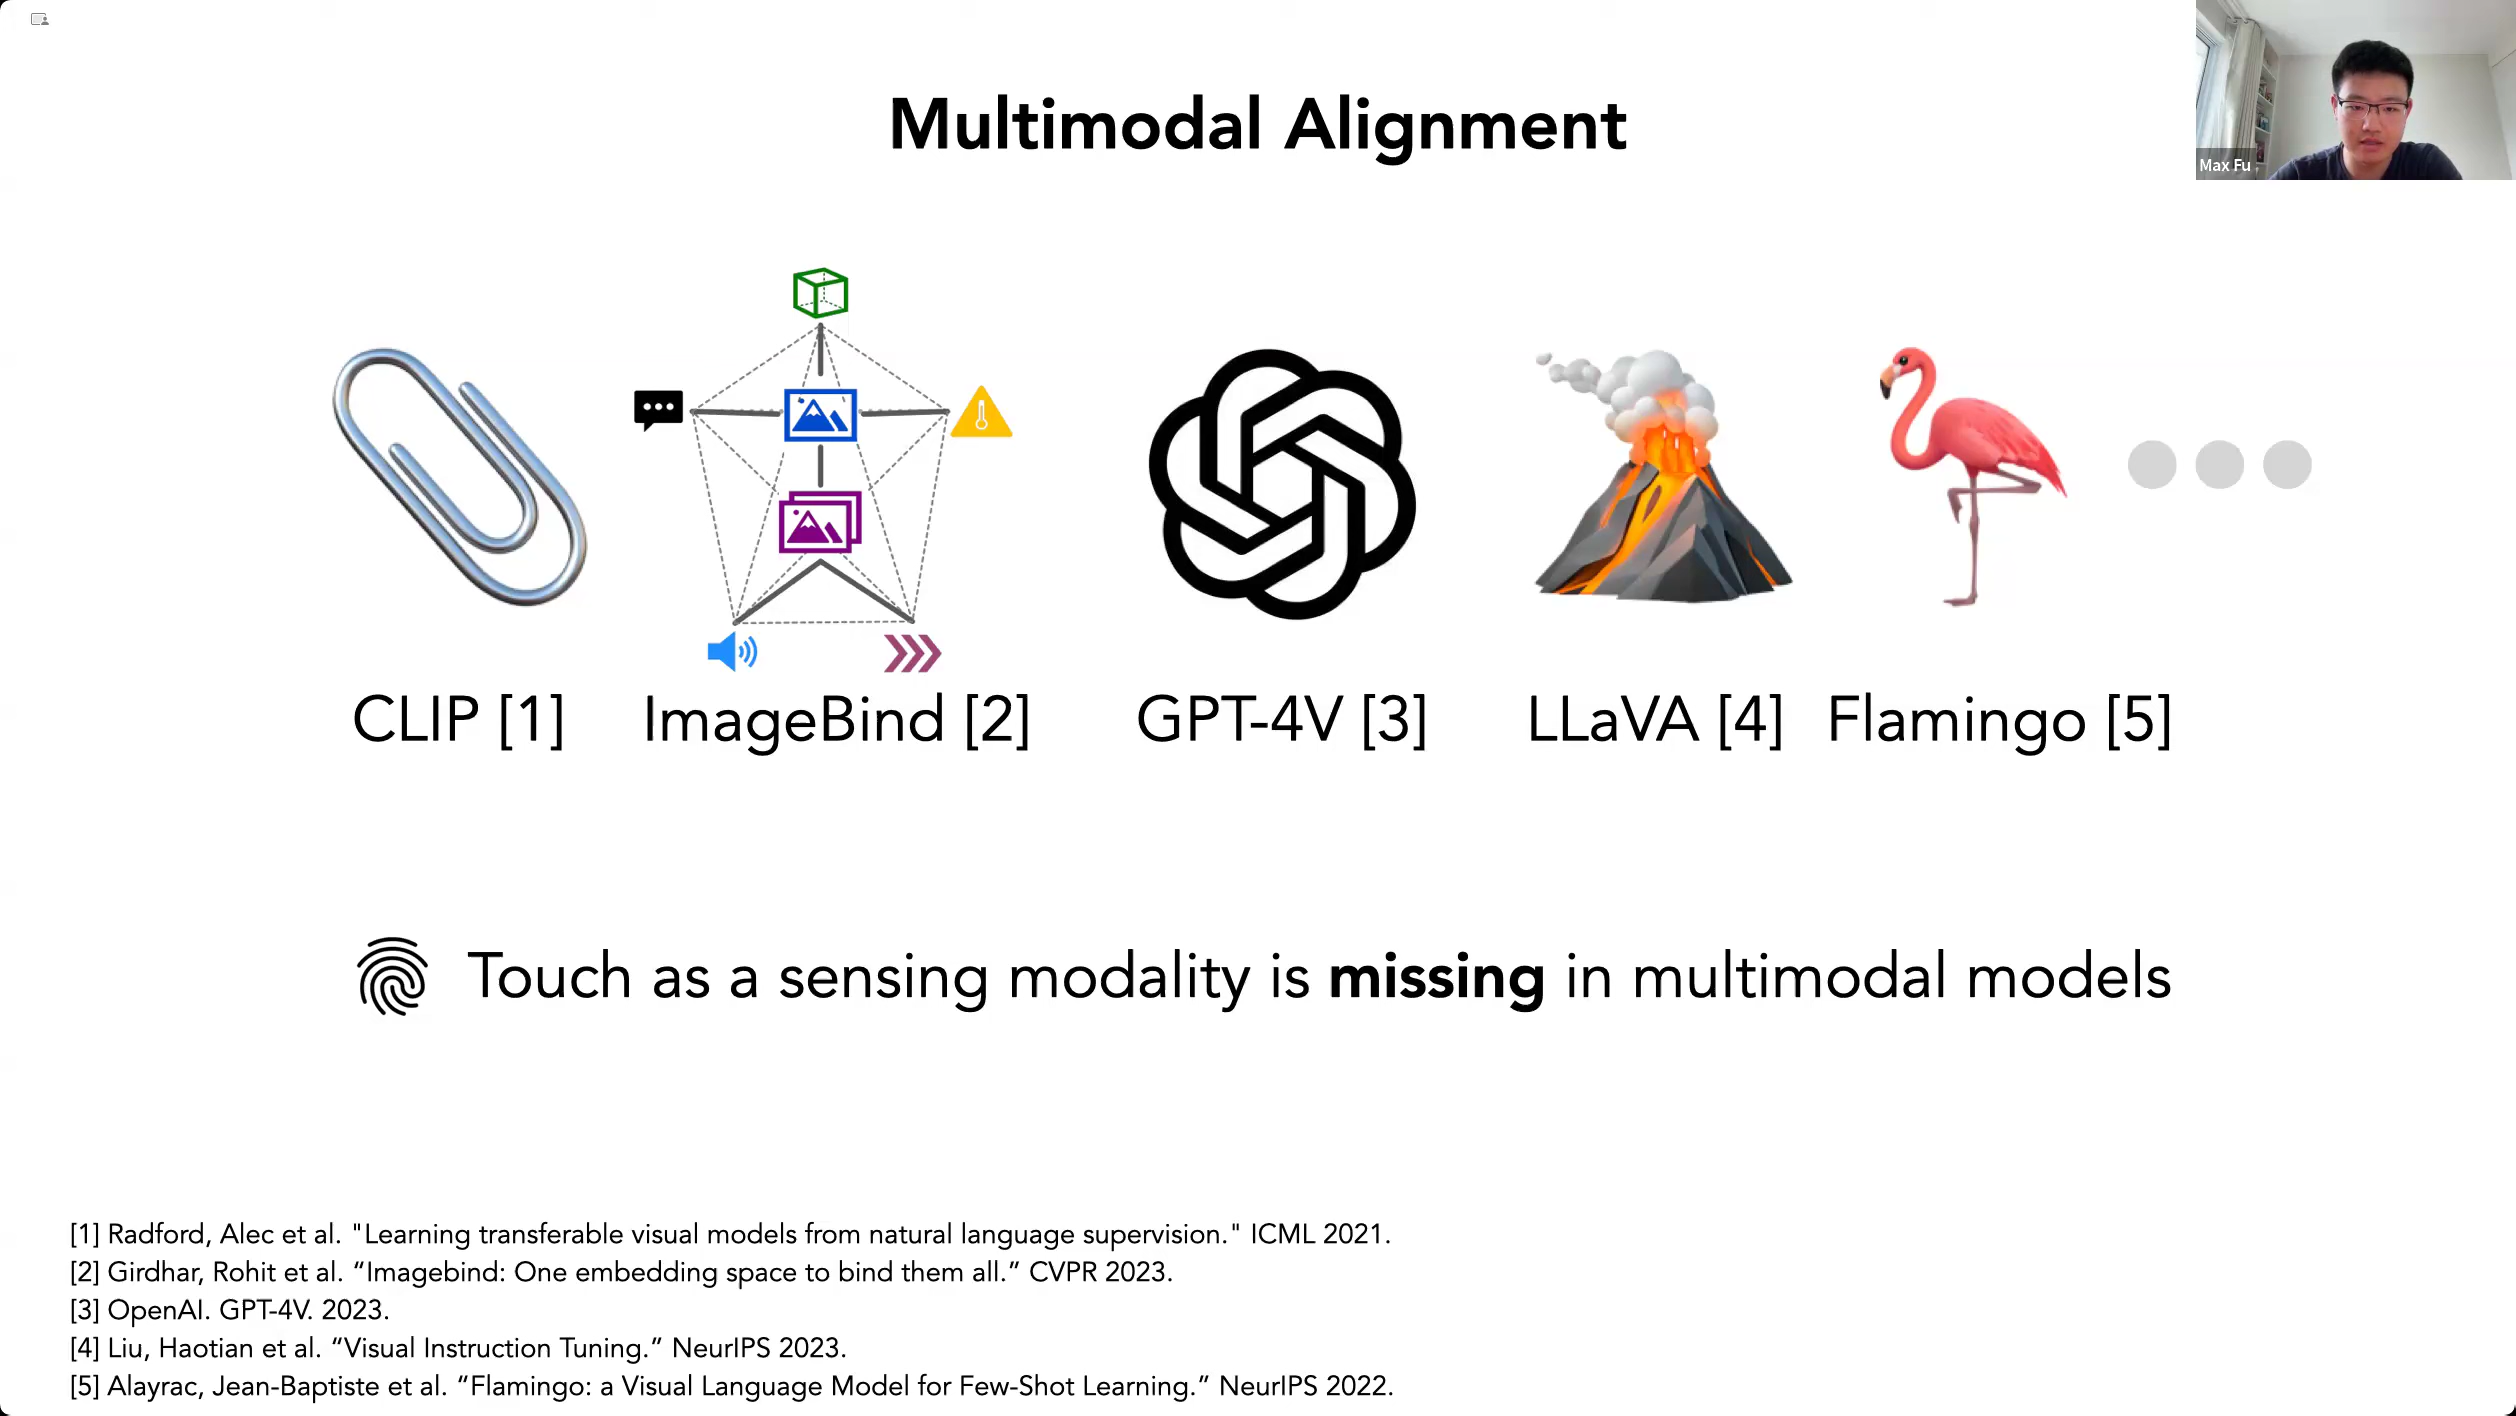 Multimodal Alignment
Max Fu
CLIP [1]
ImageBind [2]
GPT-4V [3]
LLaVA [4]
Flamingo [5]
Touch as a sensing modality is missing in multimodal models
[1] Radford, Alec et al. "Learning transferable visual models from natural language supervision." ICML 2021.
[2] Girdhar, Rohit et al. “Imagebind: One embedding space to bind them all.” CVPR 2023.
[3] OpenAI. GPT-4V. 2023.
[4] Liu, Haotian et al. “Visual Instruction Tuning.” NeurIPS 2023.
[5] Alayrac, Jean-Baptiste et al. “Flamingo: a Visual Language Model for Few-Shot Learning.” NeurIPS 2022.